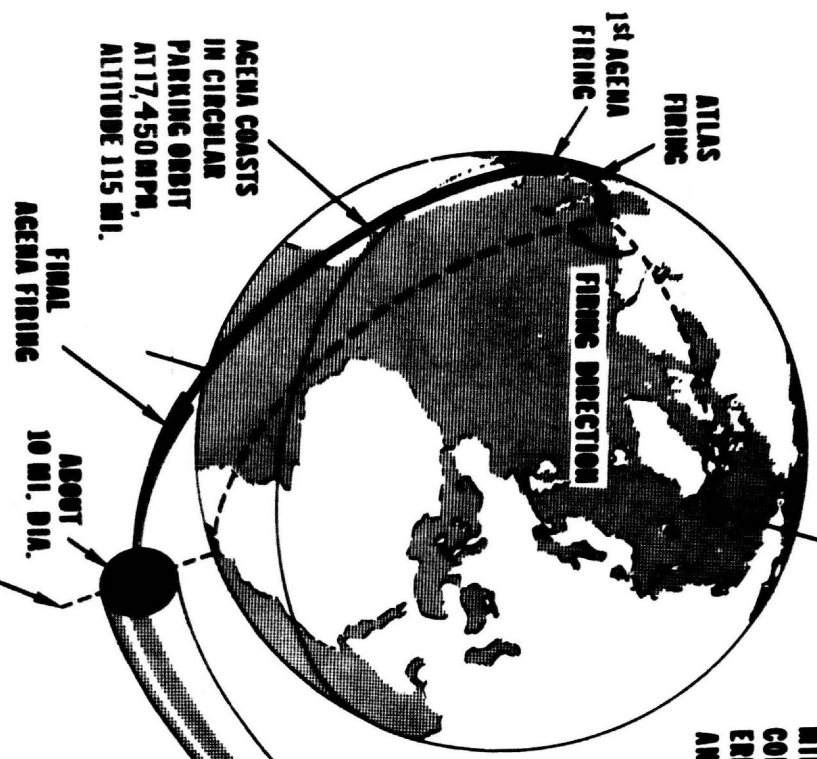 ATLAS
FIRING
1st AGENA
FIRING
AGENA COASTS
IN CIRCULAR
PARKING ORBIT
AT 17,450 MPH,
ALTITUDE 115 MI.
FIRING DIRECTION
FINAL
AGENA FIRING
ABOUT
10 MI. DIA.